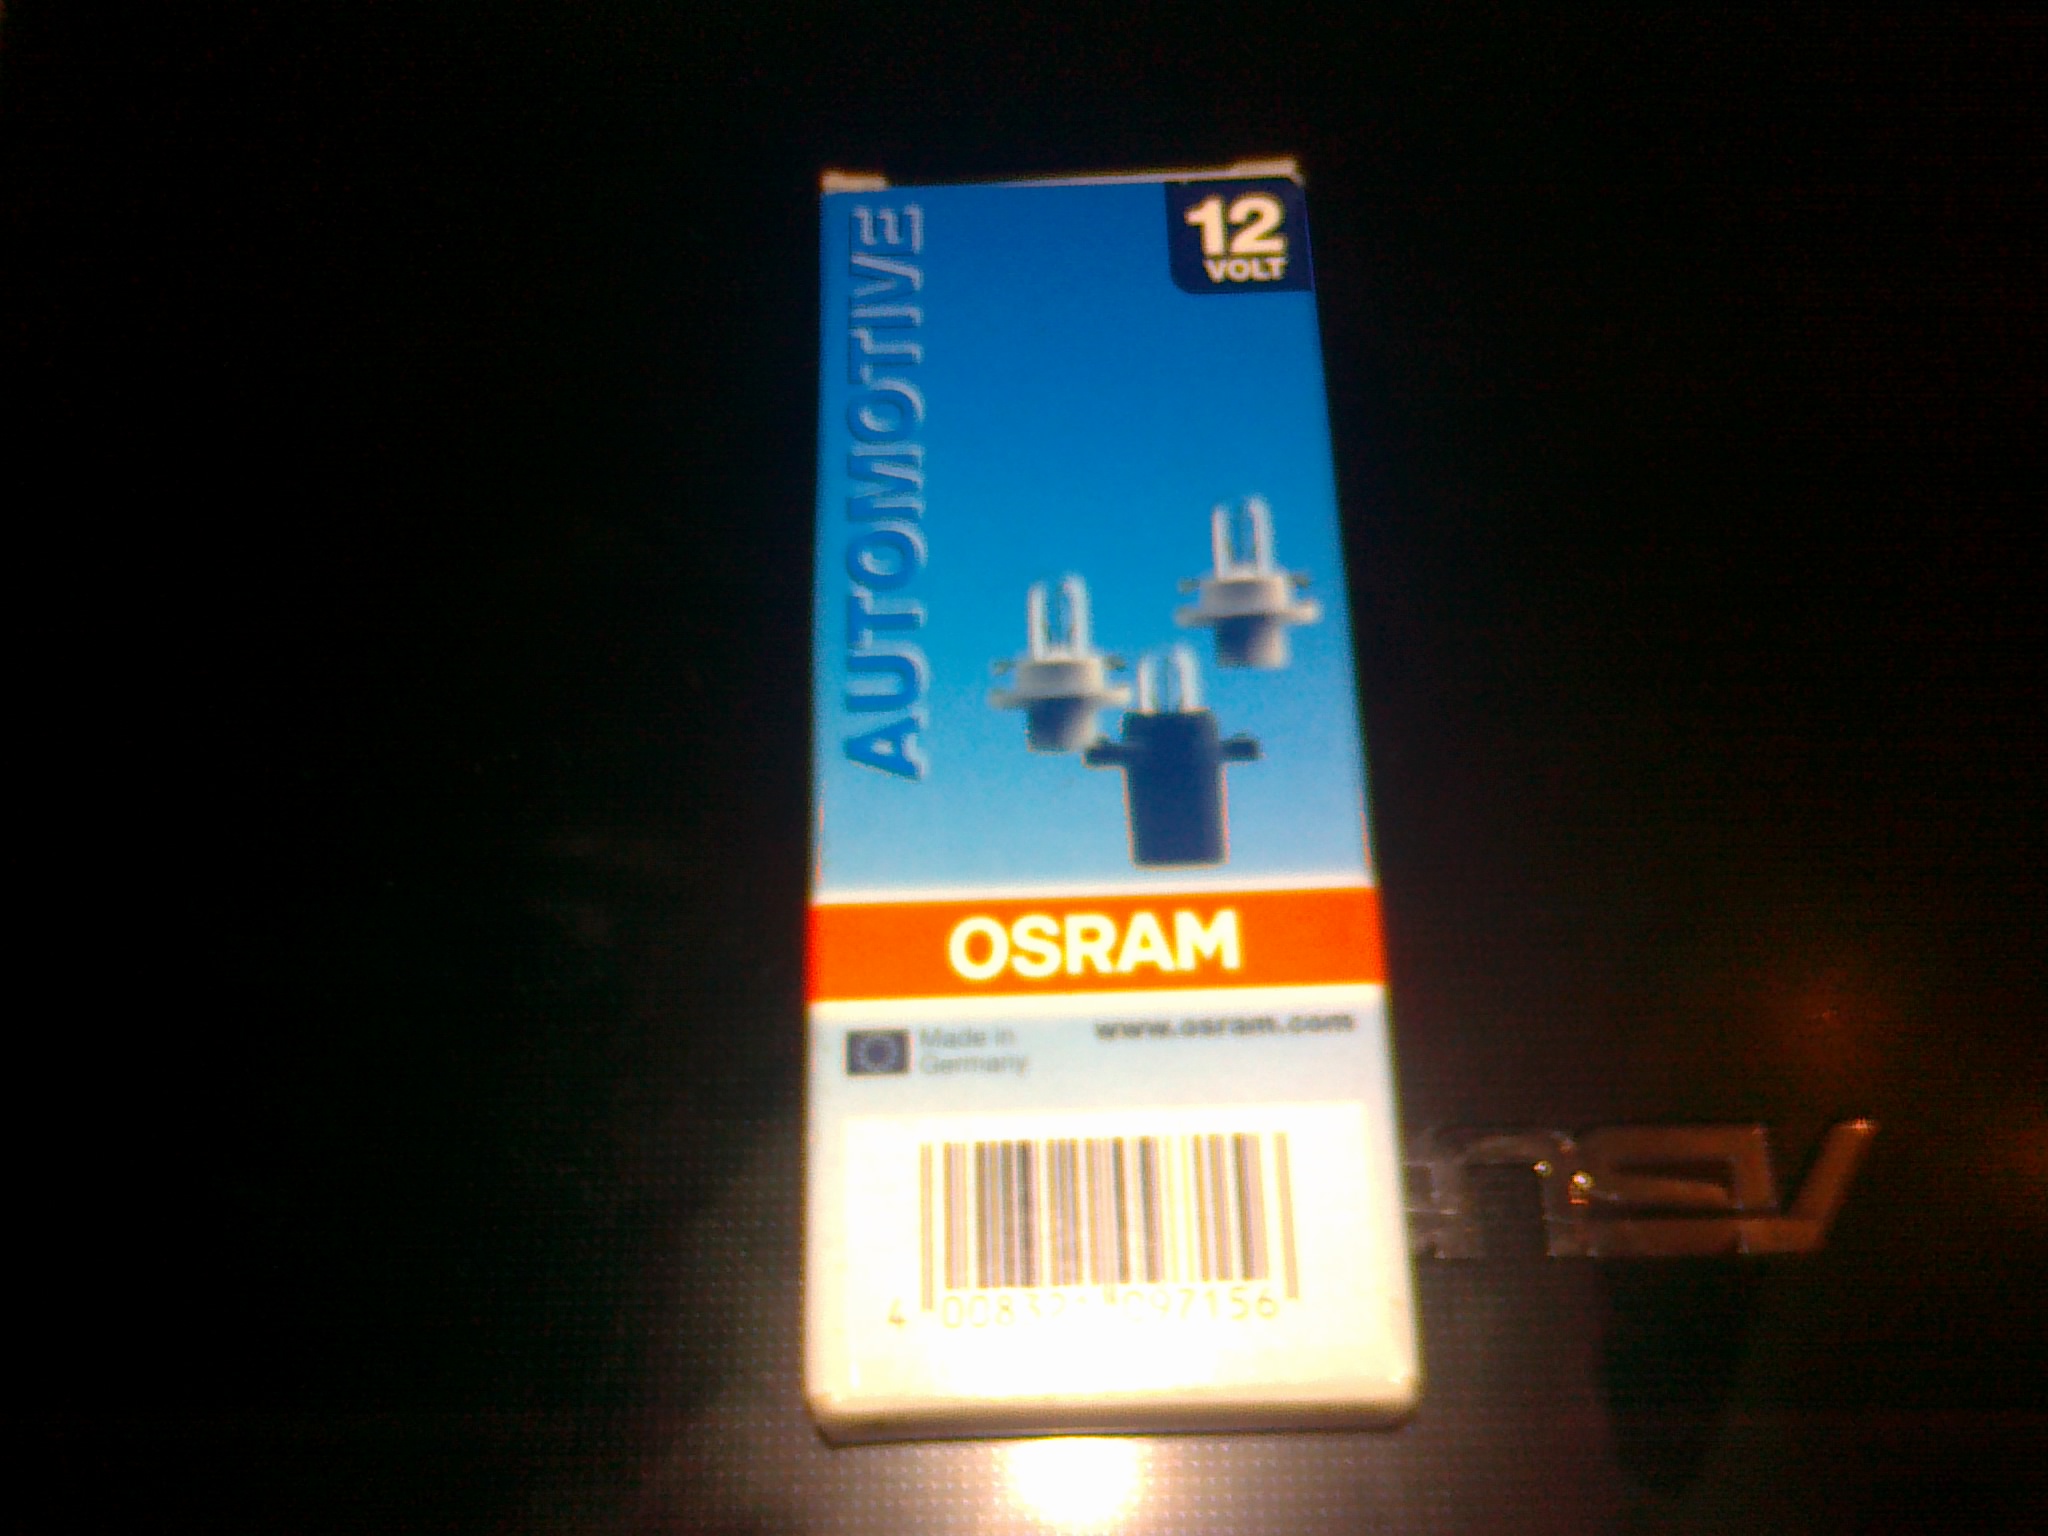 12
VOLT
AUTOMOTIVE
OSRAM
Made in
Germany
www.osram.com